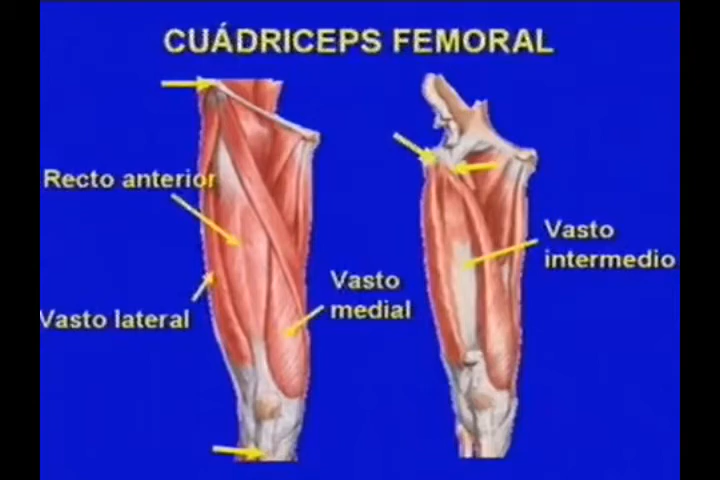 CUÁDRICEPS FEMORAL
Recto anterior
Vasto lateral
Vasto
medial
Vasto
intermedio